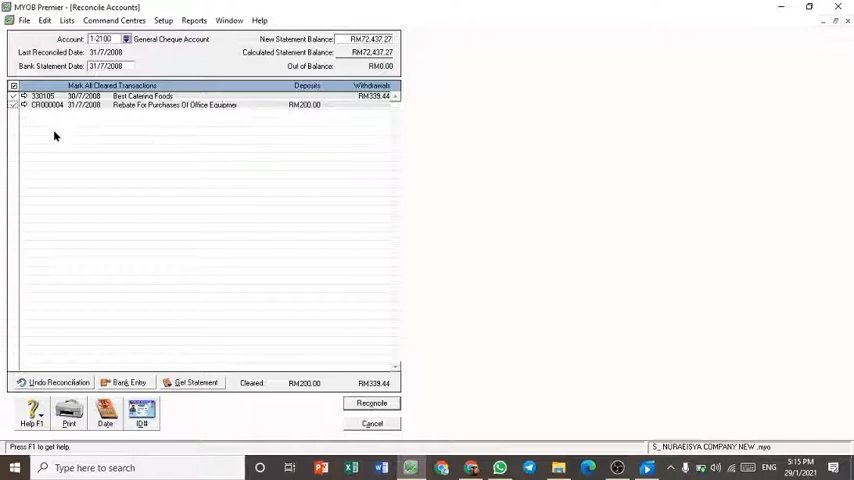 MYOB Premier - [Reconcile Accounts]
File Edit Lists Command Centres Setup Reports Window Help
Account: 1-2100 General Cheque Account New Statement Balance: RM72,437.27
Last Reconciled Date: 31/7/2008 Calculated Statement Balance: RM72,437.27
Bank Statement Date: 31/7/2008 Out of Balance: RM0.00
Mark All Cleared Transactions Deposits Withdrawals
330105 30/7/2008 Best Catering Foods RM339.44
CR000004 31/7/2008 Rebate For Purchases Of Office Equipmer RM200.00
Undo Reconciliation Bank Entry Get Statement Cleared: RM200.00 RM339.44
Reconcile
Help F1 Print Date ID# Cancel
Press F1 to get help. S_ NURAEISYA COMPANY NEW .myo
Type here to search ENG 5:15 PM
29/1/2021